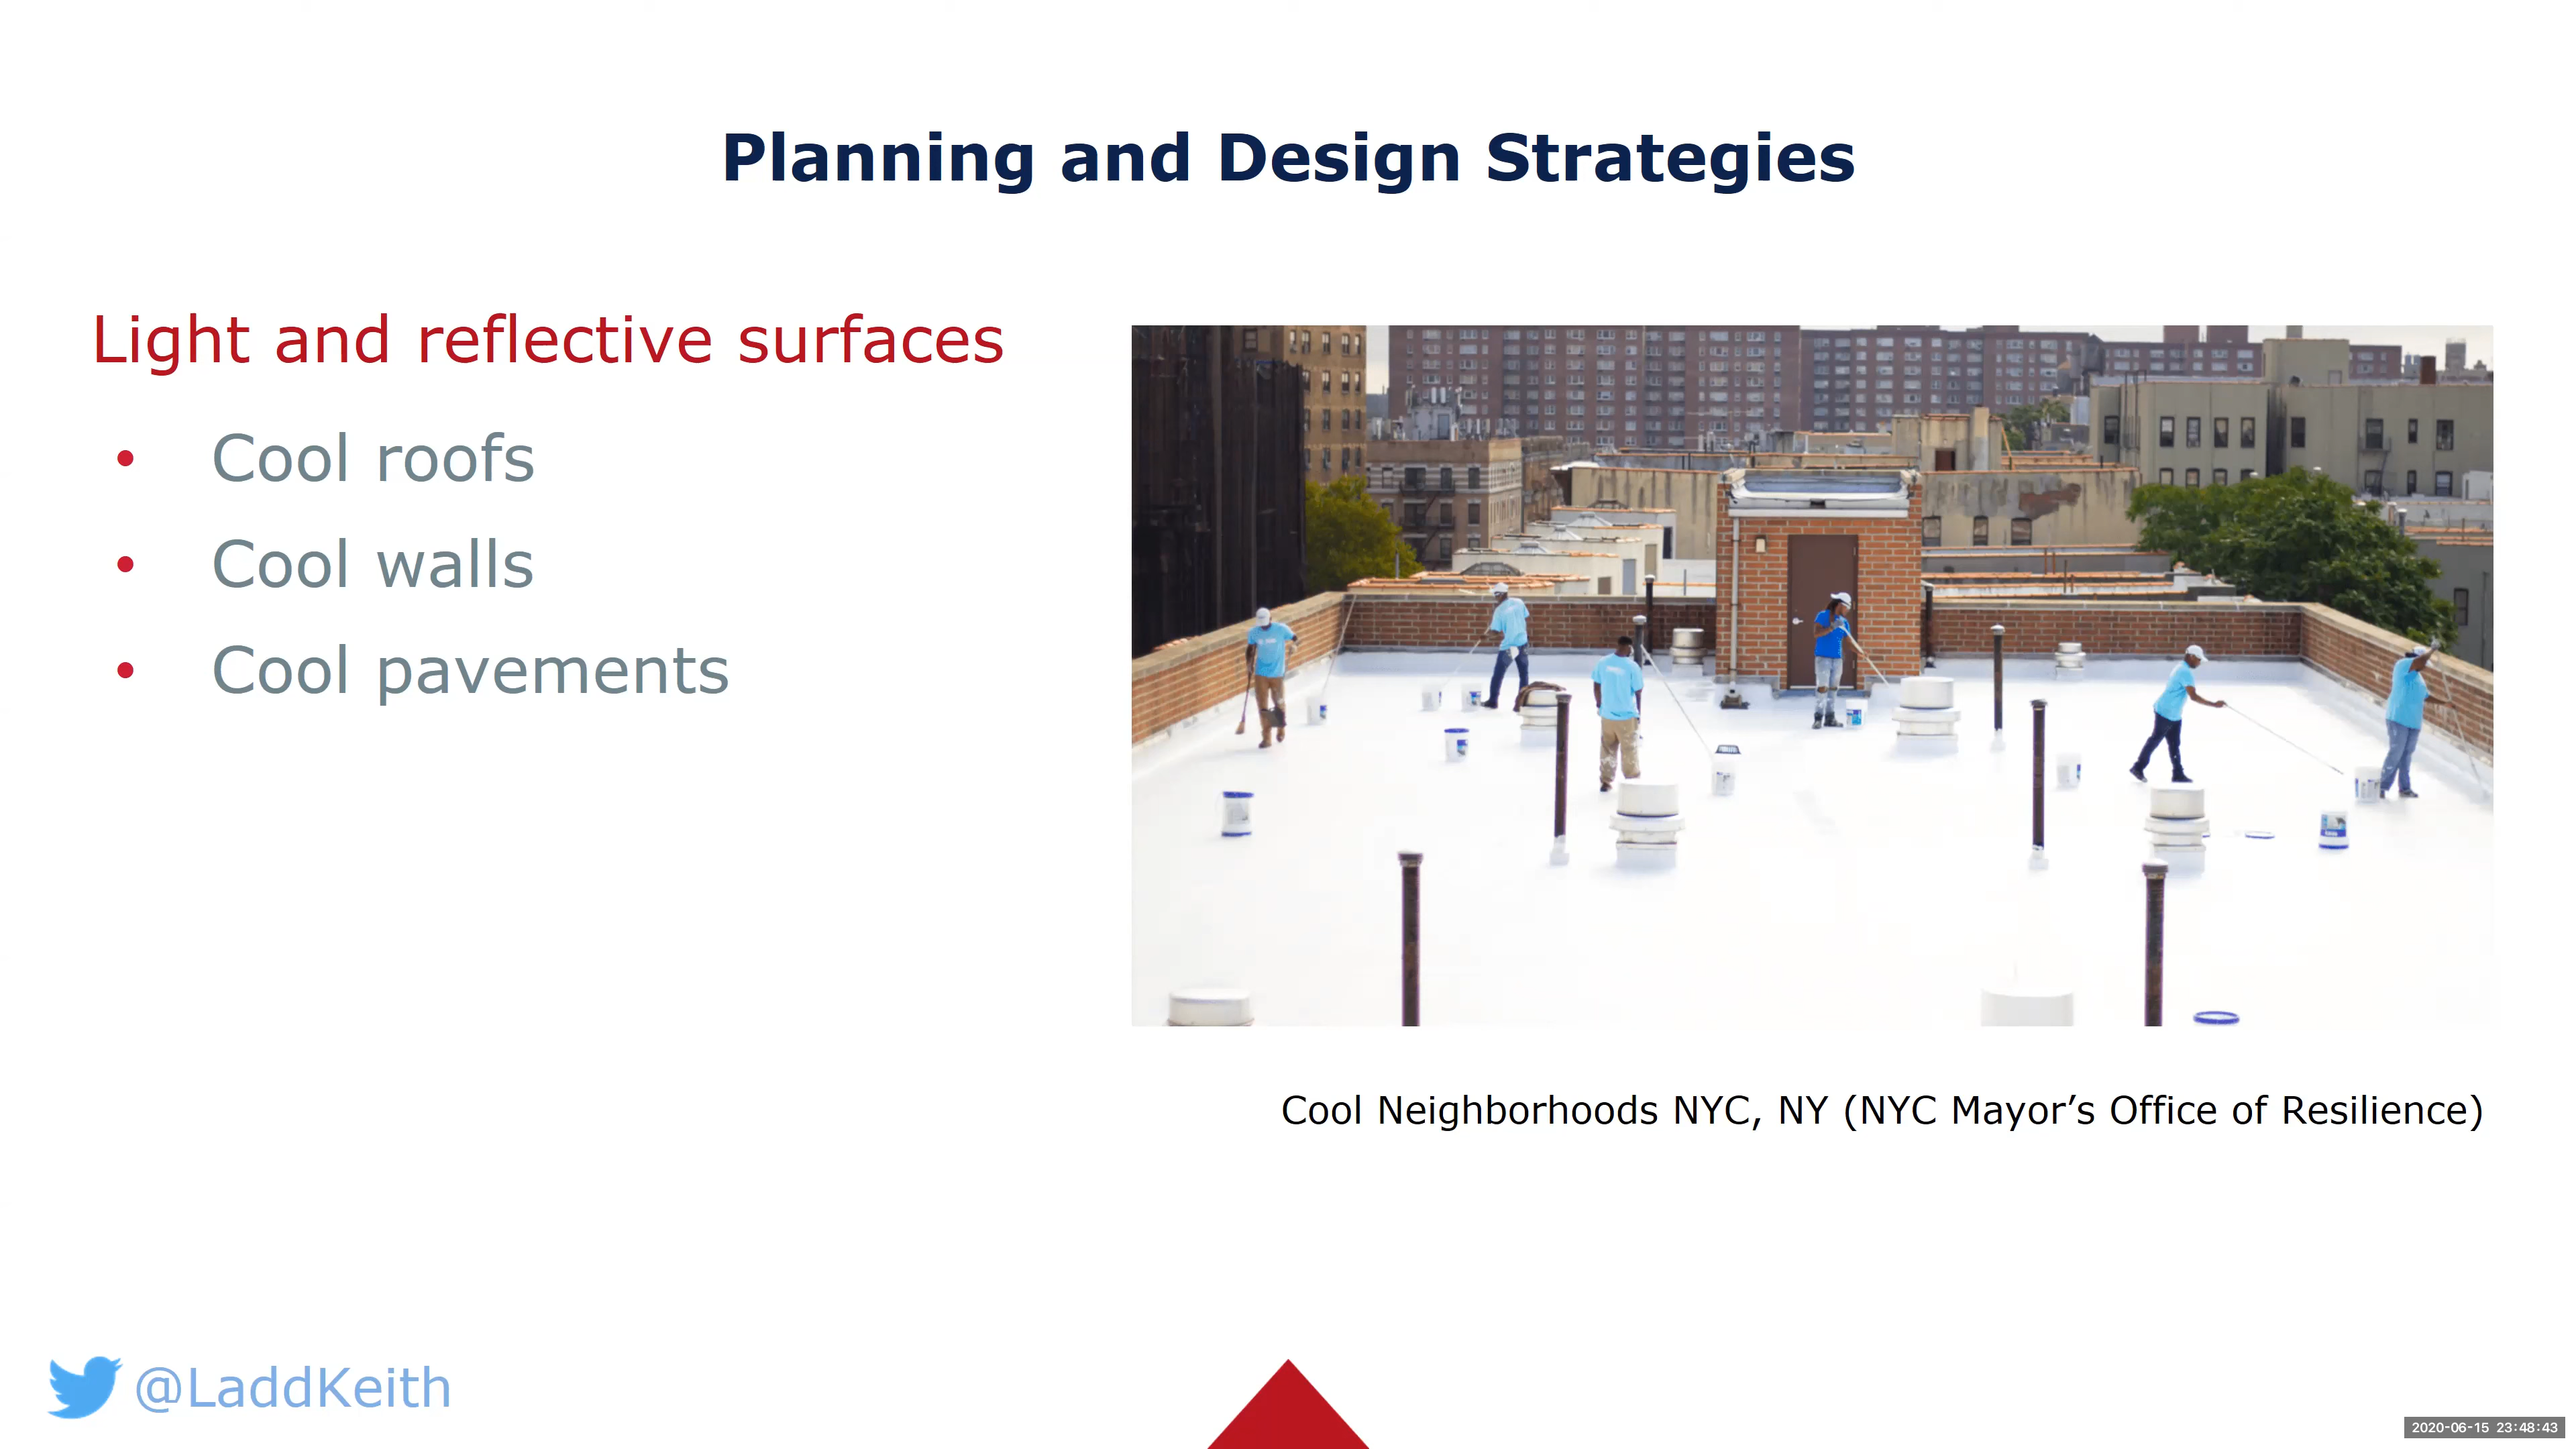 Planning and Design Strategies
Light and reflective surfaces
• Cool roofs
• Cool walls
• Cool pavements
Cool Neighborhoods NYC, NY (NYC Mayor’s Office of Resilience)
@LaddKeith
2020-06-15 23:48:43